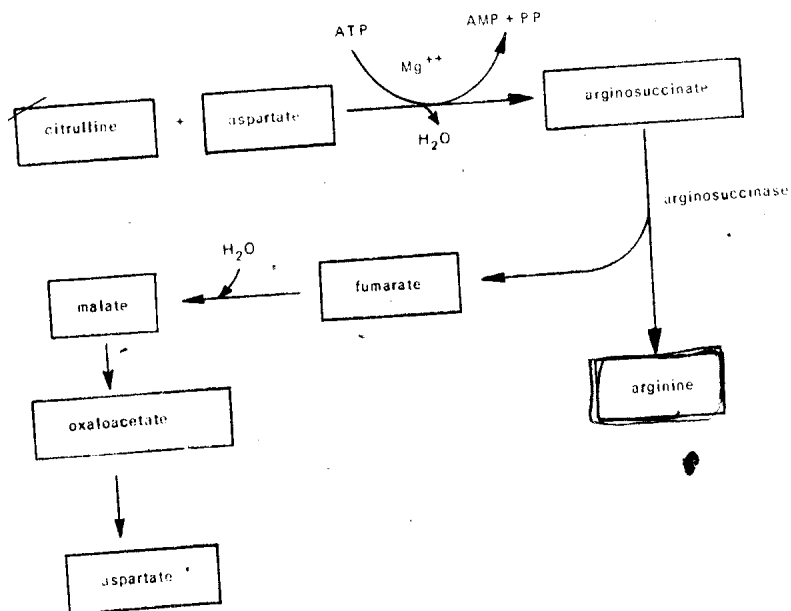 ATP
AMP + PP
Mg++
citrulline + aspartate
H₂O
arginosuccinate
arginosuccinase
H₂O
malate
fumarate
arginine
oxaloacetate
aspartate